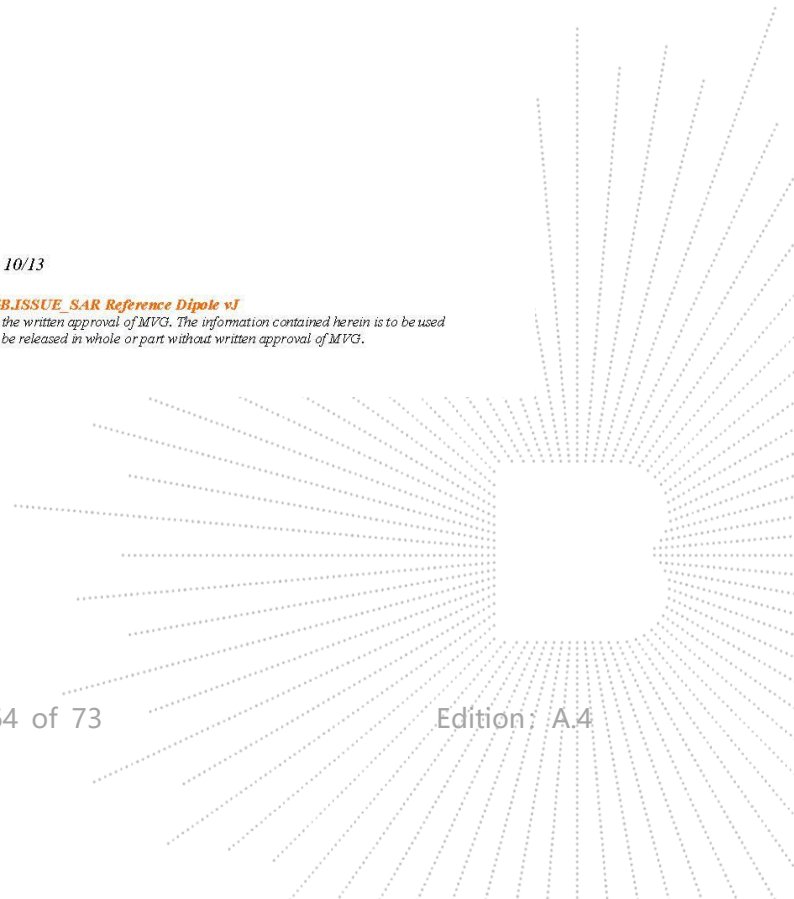 10/13
B.ISSUE_SAR Reference Dipole vJ
the written approval of MVG. The information contained herein is to be used
be released in whole or part without written approval of MVG.
4 of 73 Edition: A.4